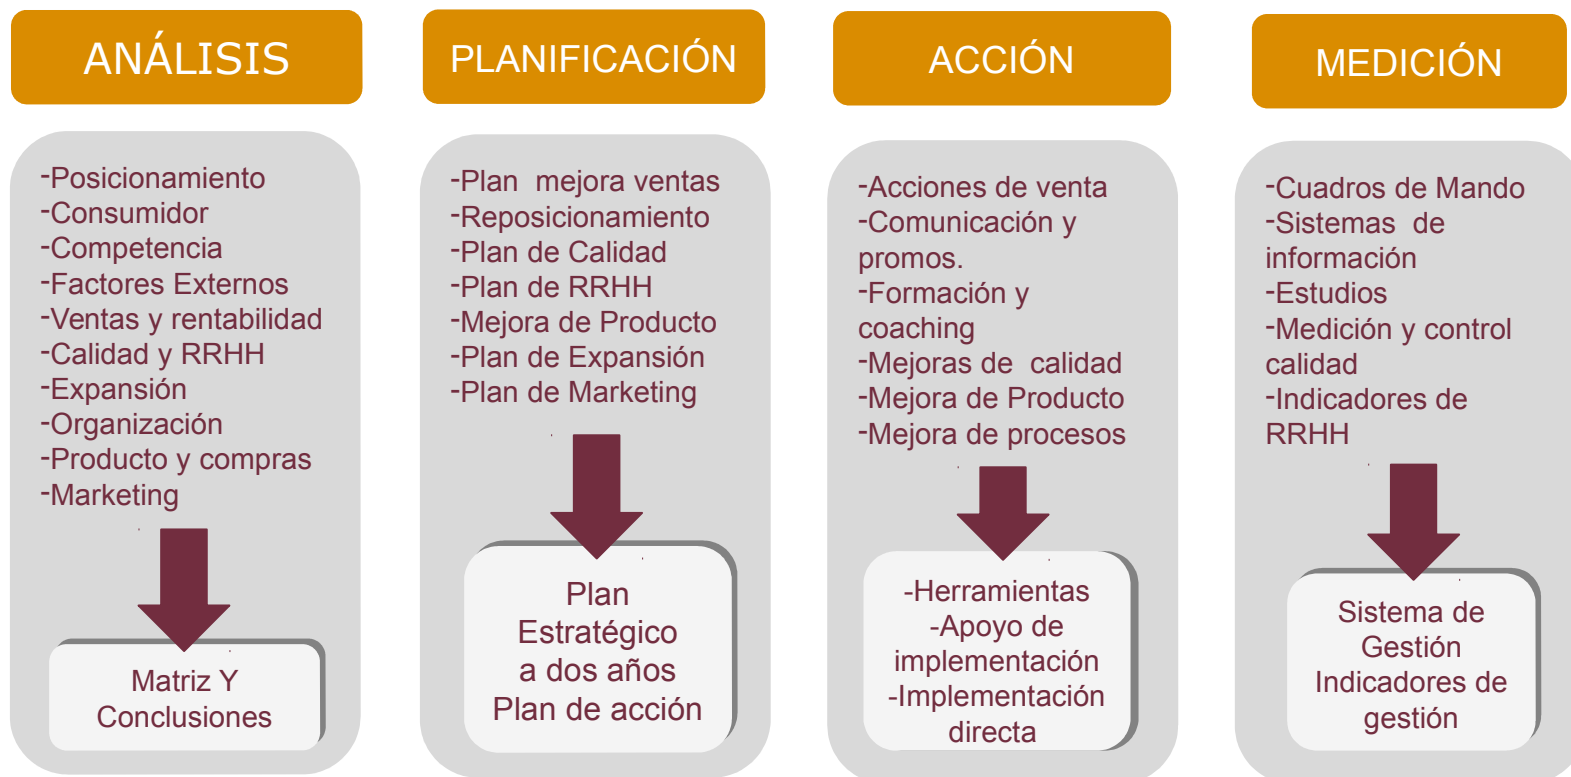 ANÁLISIS
-Posicionamiento
-Consumidor
-Competencia
-Factores Externos
-Ventas y rentabilidad
-Calidad y RRHH
-Expansión
-Organización
-Producto y compras
-Marketing
Matriz Y
Conclusiones
PLANIFICACIÓN
-Plan mejora ventas
-Reposicionamiento
-Plan de Calidad
-Plan de RRHH
-Mejora de Producto
-Plan de Expansión
-Plan de Marketing
Plan
Estratégico
a dos años
Plan de acción
ACCIÓN
-Acciones de venta
-Comunicación y
promos.
-Formación y
coaching
-Mejoras de calidad
-Mejora de Producto
-Mejora de procesos
-Herramientas
-Apoyo de
implementación
-Implementación
directa
MEDICIÓN
-Cuadros de Mando
-Sistemas de
información
-Estudios
-Medición y control
calidad
-Indicadores de
RRHH
Sistema de
Gestión
Indicadores de
gestión